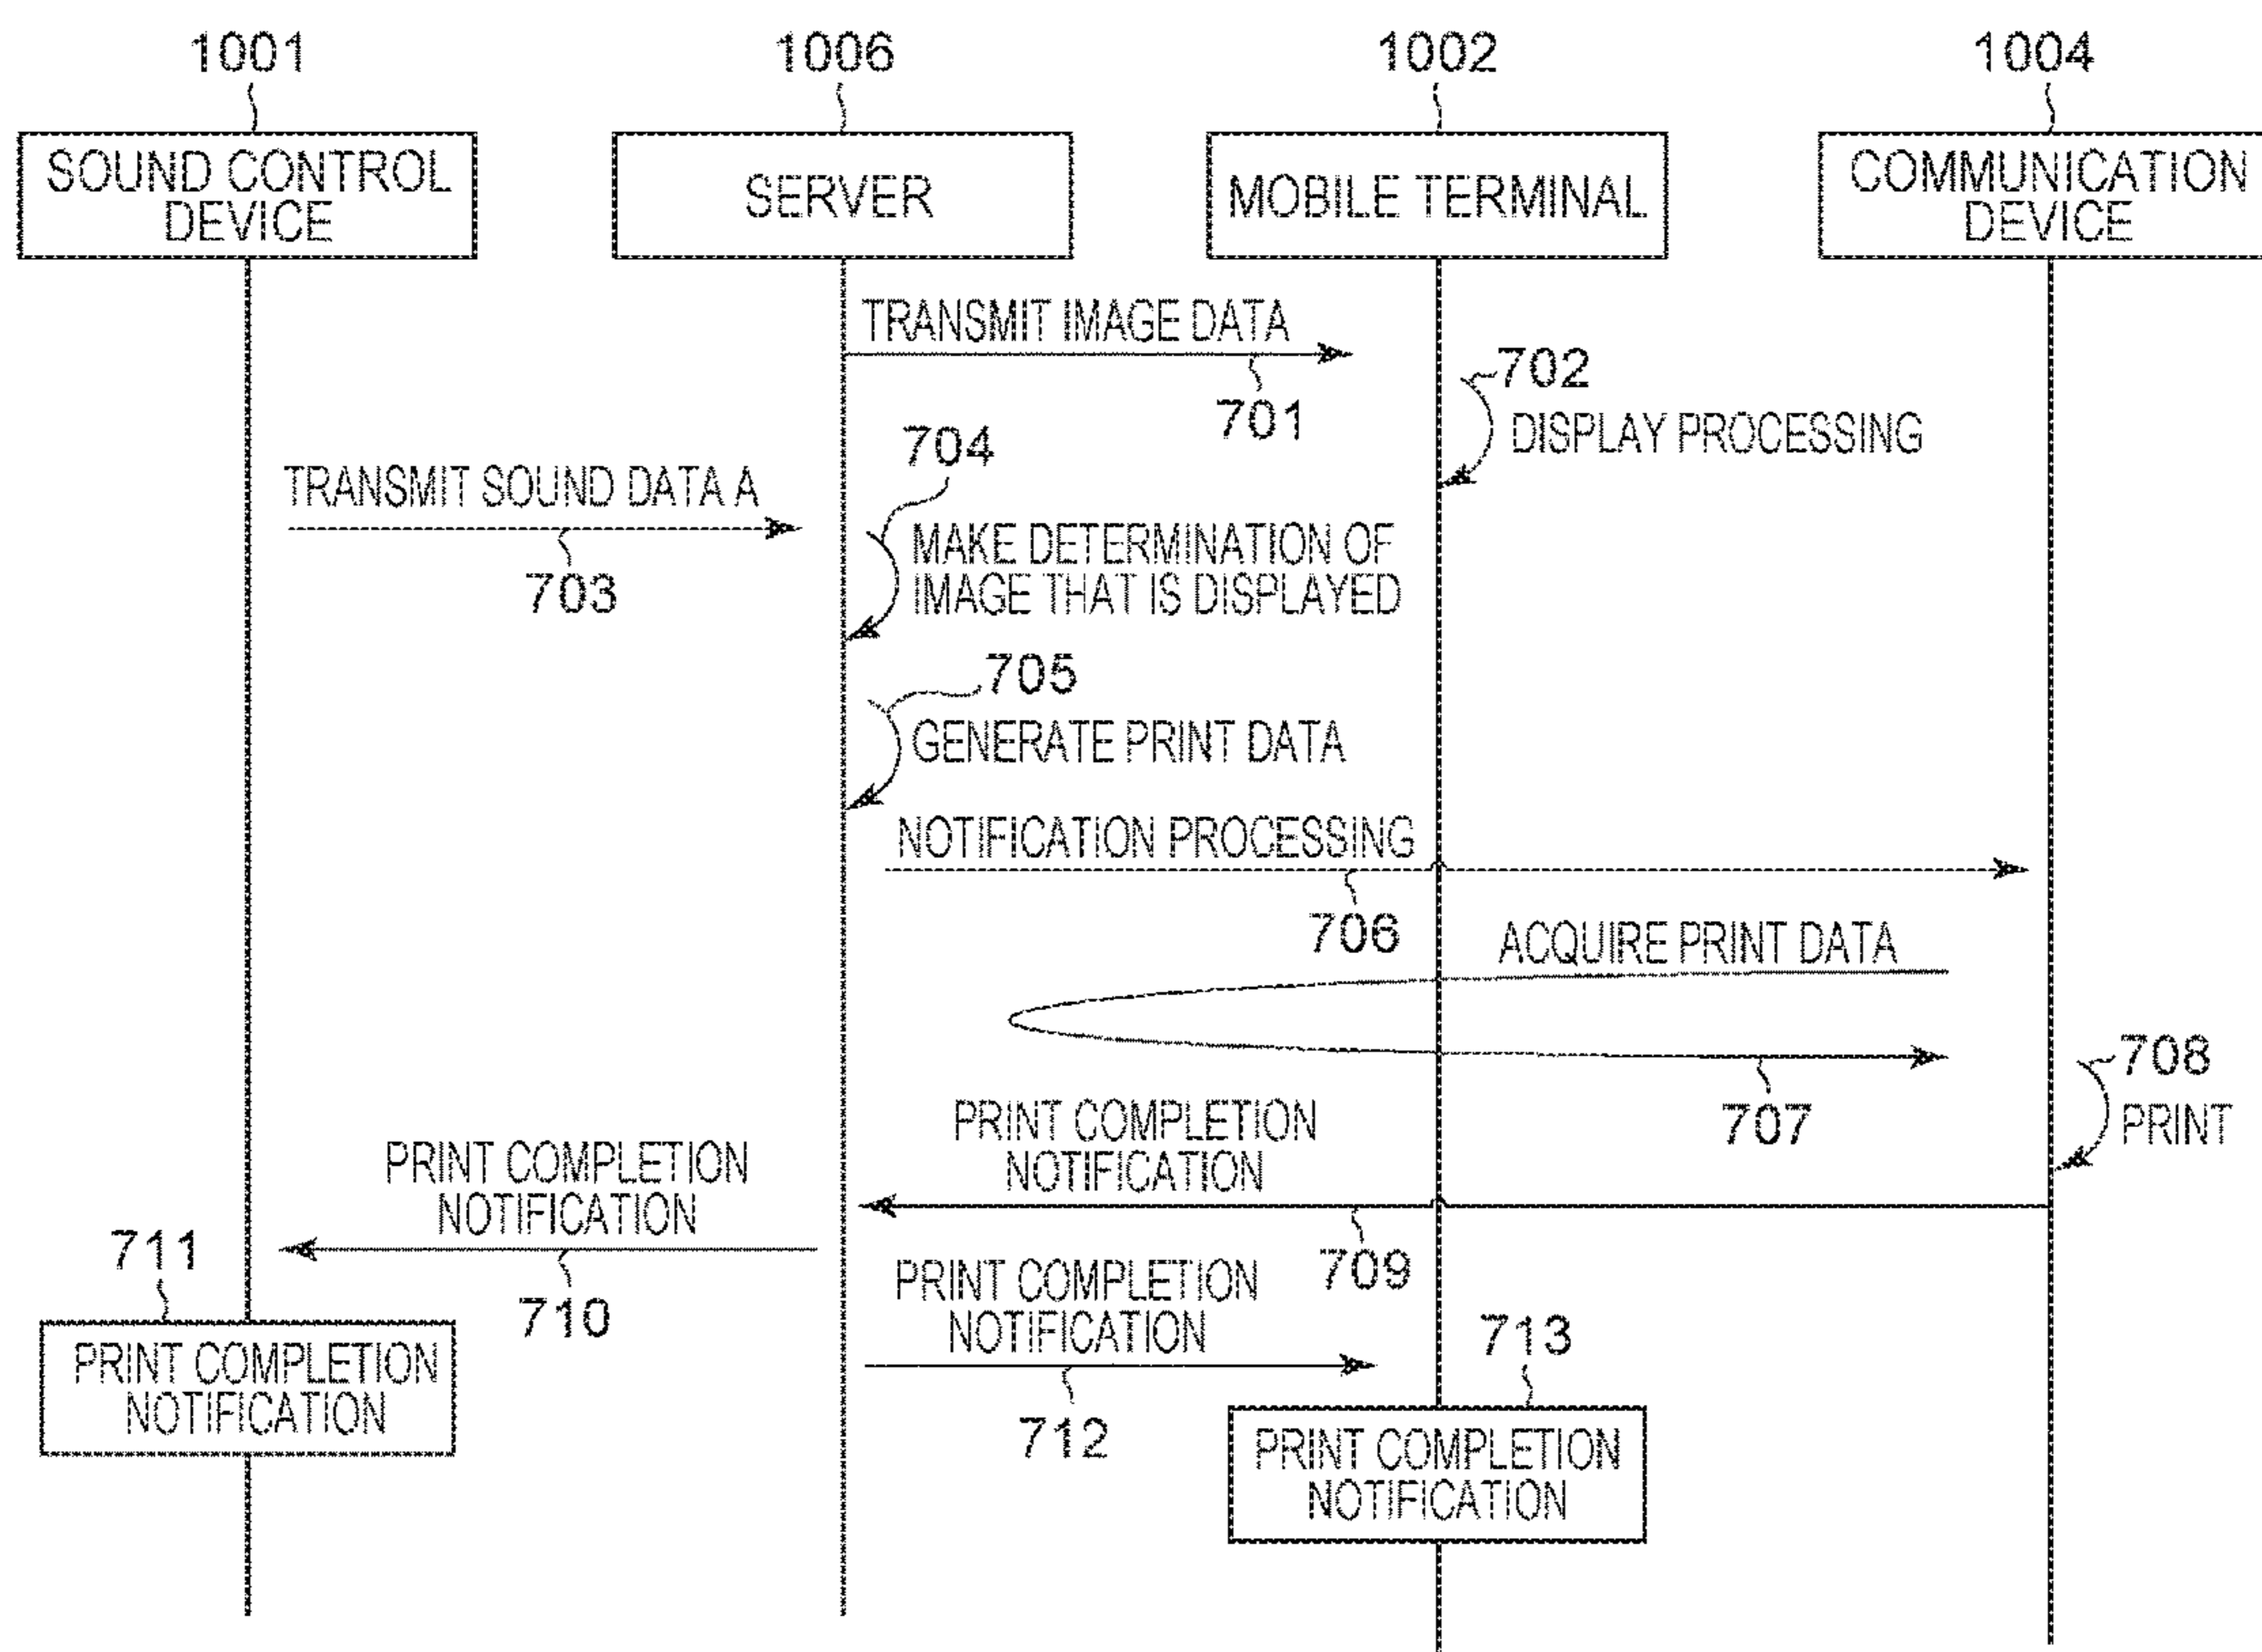 1001
1006
1002
1004
SOUND CONTROL
DEVICE
SERVER
MOBILE TERMINAL
COMMUNICATION
DEVICE
TRANSMIT IMAGE DATA
701
702
DISPLAY PROCESSING
TRANSMIT SOUND DATA A
703
704
MAKE DETERMINATION OF
IMAGE THAT IS DISPLAYED
705
GENERATE PRINT DATA
NOTIFICATION PROCESSING
706
ACQUIRE PRINT DATA
707
708
PRINT
PRINT COMPLETION
NOTIFICATION
709
PRINT COMPLETION
NOTIFICATION
710
711
PRINT COMPLETION
NOTIFICATION
PRINT COMPLETION
NOTIFICATION
712
713
PRINT COMPLETION
NOTIFICATION